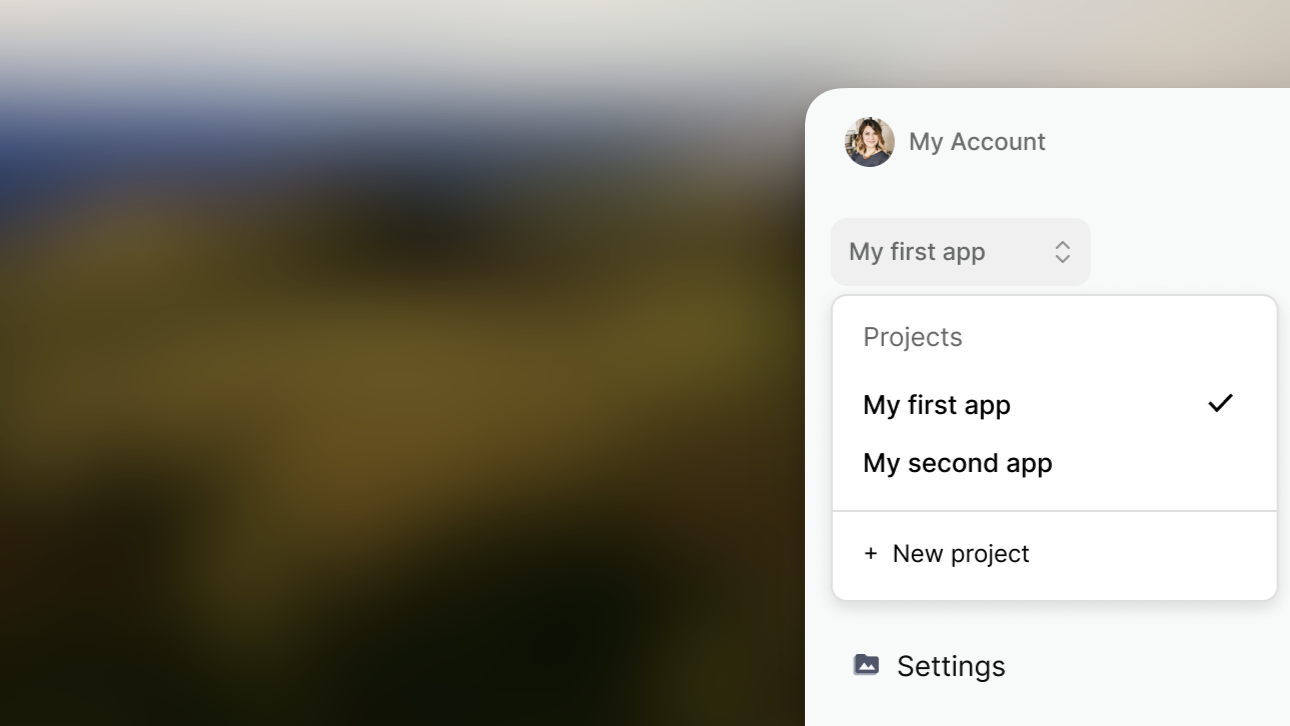 My Account
My first app
Projects
My first app
My second app
+ New project
Settings